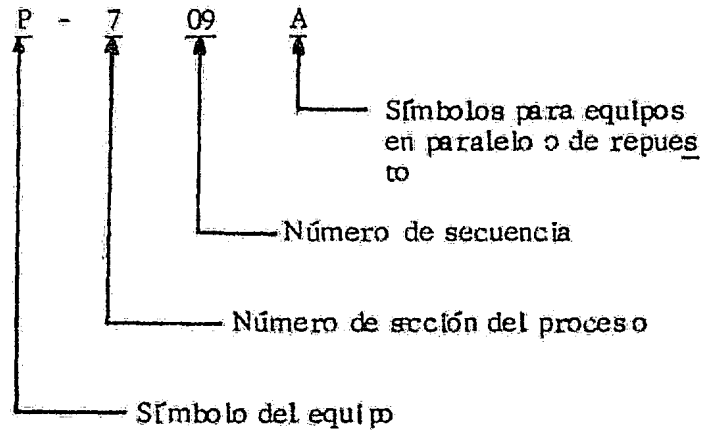 P - 7 09 A
Símbolos para equipos
en paralelo o de repues
to
Número de secuencia
Número de sección del proceso
Símbolo del equipo